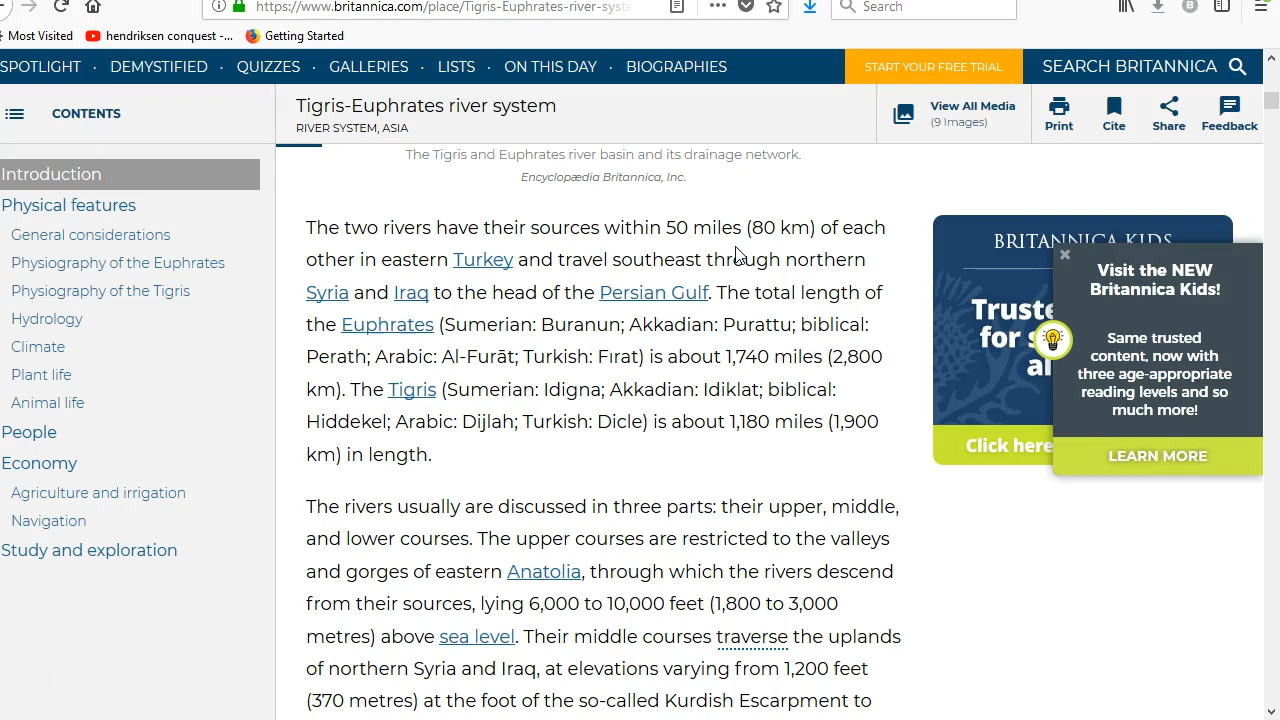 https://www.britannica.com/place/Tigris-Euphrates-river-syste
Search
Most Visited
hendriksen conquest -...
Getting Started
SPOTLIGHT · DEMYSTIFIED · QUIZZES · GALLERIES · LISTS · ON THIS DAY · BIOGRAPHIES
START YOUR FREE TRIAL
SEARCH BRITANNICA
CONTENTS
Introduction
Physical features
General considerations
Physiography of the Euphrates
Physiography of the Tigris
Hydrology
Climate
Plant life
Animal life
People
Economy
Agriculture and irrigation
Navigation
Study and exploration
Tigris-Euphrates river system
RIVER SYSTEM, ASIA
View All Media
(9 Images)
Print
Cite
Share
Feedback
The Tigris and Euphrates river basin and its drainage network.
Encyclopædia Britannica, Inc.
The two rivers have their sources within 50 miles (80 km) of each
other in eastern Turkey and travel southeast through northern
Syria and Iraq to the head of the Persian Gulf. The total length of
the Euphrates (Sumerian: Buranun; Akkadian: Purattu; biblical:
Perath; Arabic: Al-Furāt; Turkish: Fırat) is about 1,740 miles (2,800
km). The Tigris (Sumerian: Idigna; Akkadian: Idiklat; biblical:
Hiddekel; Arabic: Dijlah; Turkish: Dicle) is about 1,180 miles (1,900
km) in length.
The rivers usually are discussed in three parts: their upper, middle,
and lower courses. The upper courses are restricted to the valleys
and gorges of eastern Anatolia, through which the rivers descend
from their sources, lying 6,000 to 10,000 feet (1,800 to 3,000
metres) above sea level. Their middle courses traverse the uplands
of northern Syria and Iraq, at elevations varying from 1,200 feet
(370 metres) at the foot of the so-called Kurdish Escarpment to
BRITANNICA KIDS
Truste
for s
al
Click here
Visit the NEW
Britannica Kids!
Same trusted
content, now with
three age-appropriate
reading levels and so
much more!
LEARN MORE